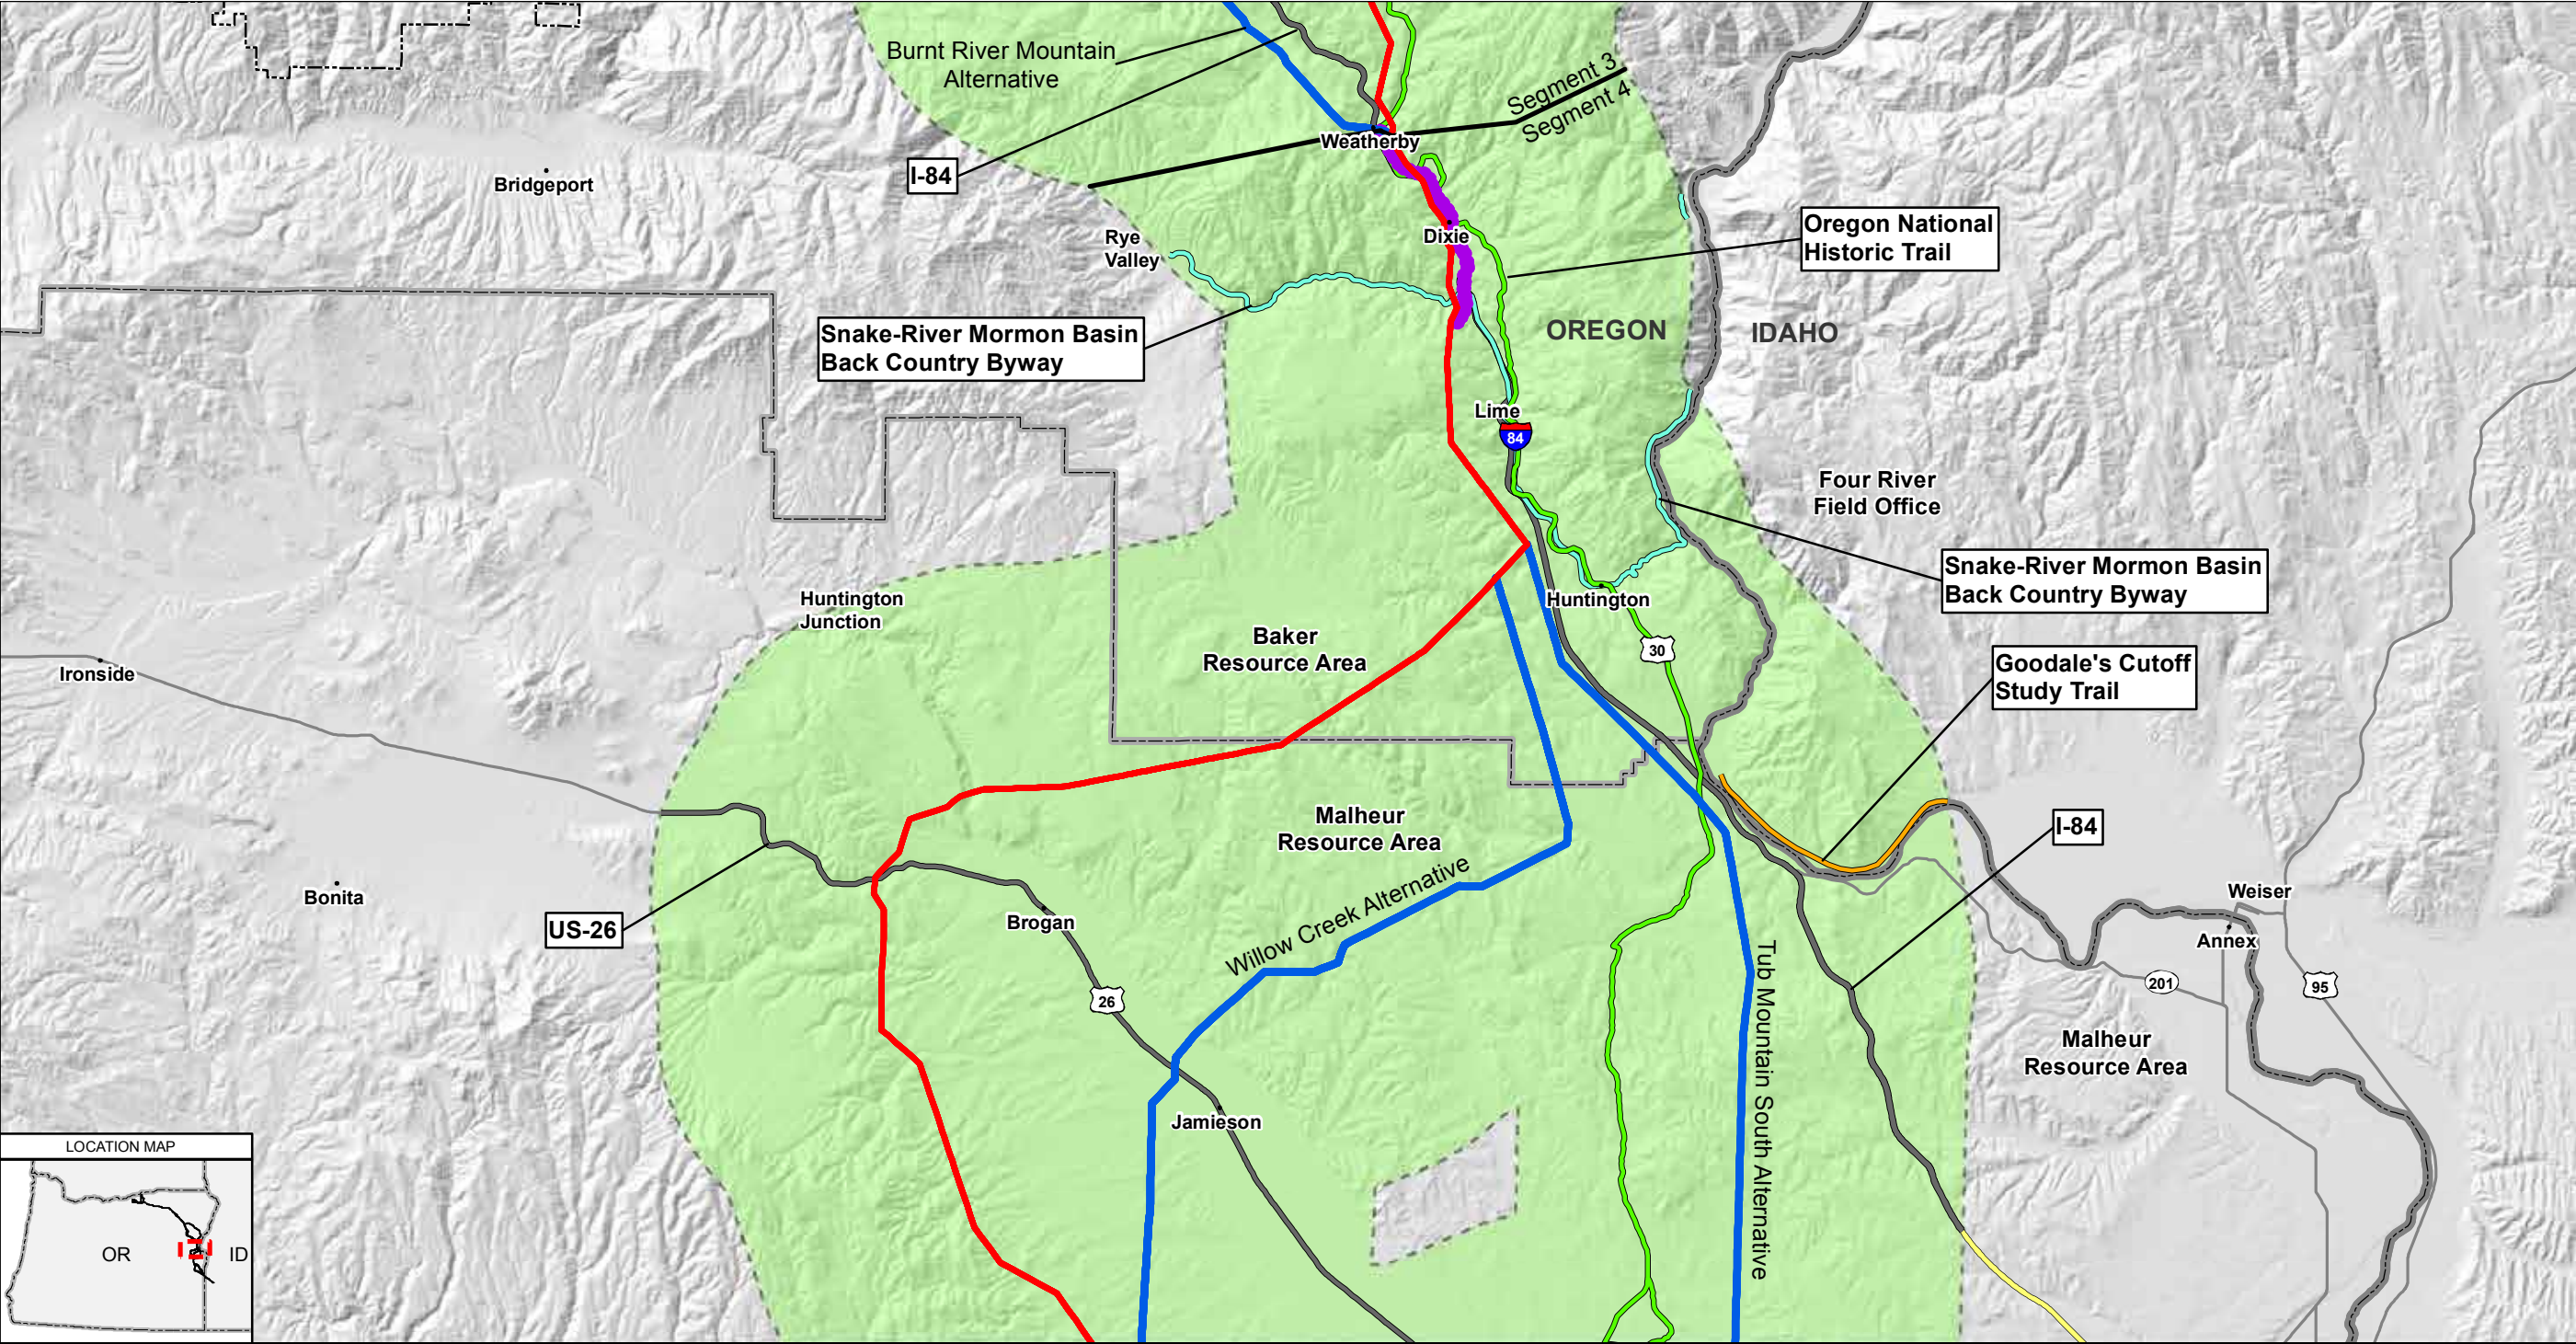 Burnt River Mountain
Alternative
Segment 3
Segment 4
Weatherby
I-84
Bridgeport
Oregon National
Historic Trail
Rye
Valley
Dixie
Snake-River Mormon Basin
Back Country Byway
OREGON
IDAHO
Lime
84
Four River
Field Office
Snake-River Mormon Basin
Back Country Byway
Huntington
Junction
Huntington
Baker
Resource Area
30
Goodale's Cutoff
Study Trail
Ironside
Malheur
Resource Area
I-84
Bonita
US-26
Brogan
Willow Creek Alternative
Weiser
Annex
201
95
26
Tub Mountain South Alternative
Malheur
Resource Area
Jamieson
LOCATION MAP
OR
ID